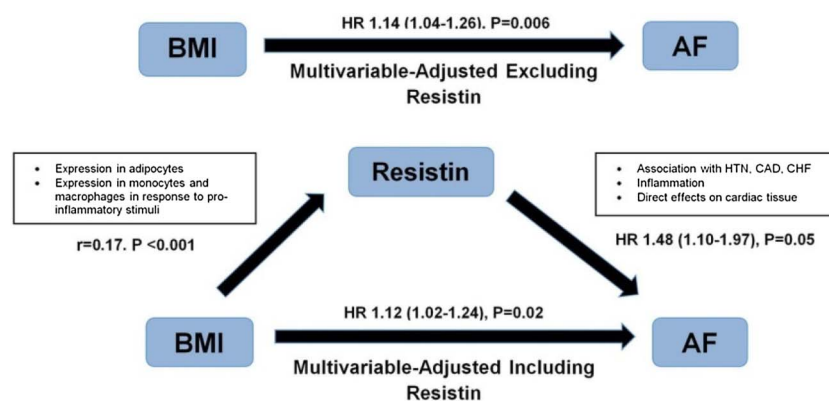 HR 1.14 (1.04-1.26). P=0.006
BMI
AF
Multivariable-Adjusted Excluding
Resistin
• Expression in adipocytes
• Expression in monocytes and
macrophages in response to pro-
inflammatory stimuli
Resistin
• Association with HTN, CAD, CHF
• Inflammation
• Direct effects on cardiac tissue
r=0.17. P <0.001
HR 1.48 (1.10-1.97), P=0.05
HR 1.12 (1.02-1.24), P=0.02
BMI
AF
Multivariable-Adjusted Including
Resistin